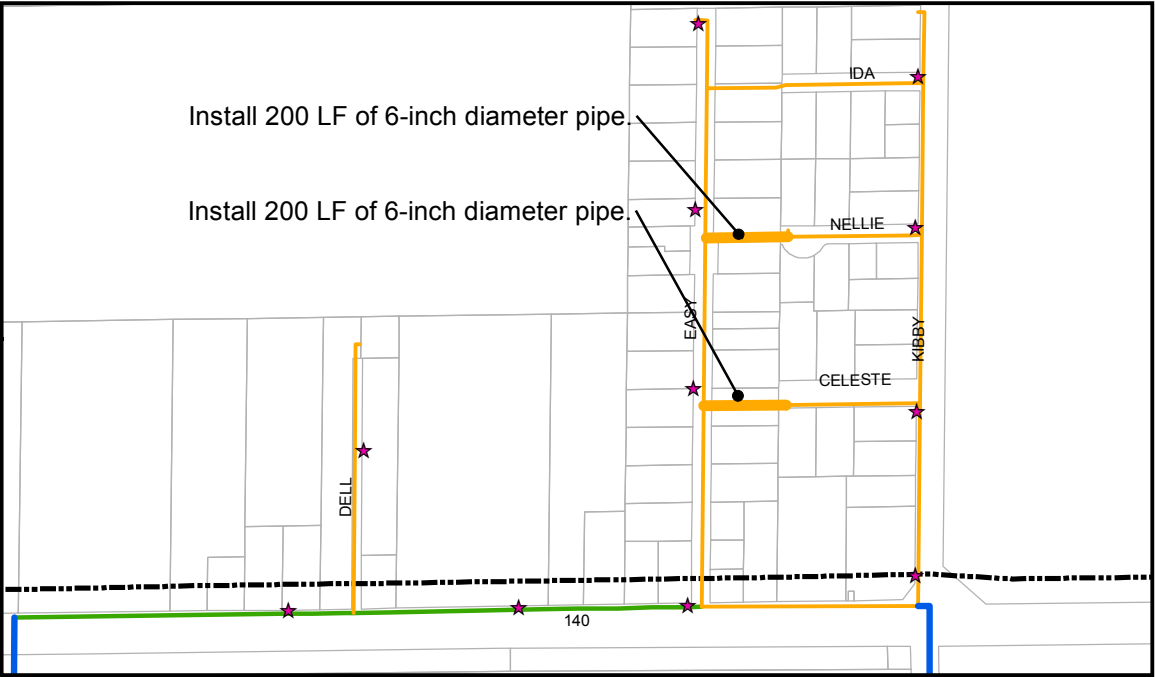 IDA
Install 200 LF of 6-inch diameter pipe.
Install 200 LF of 6-inch diameter pipe.
NELLIE
EASY
KIBBY
CELESTE
DELL
140